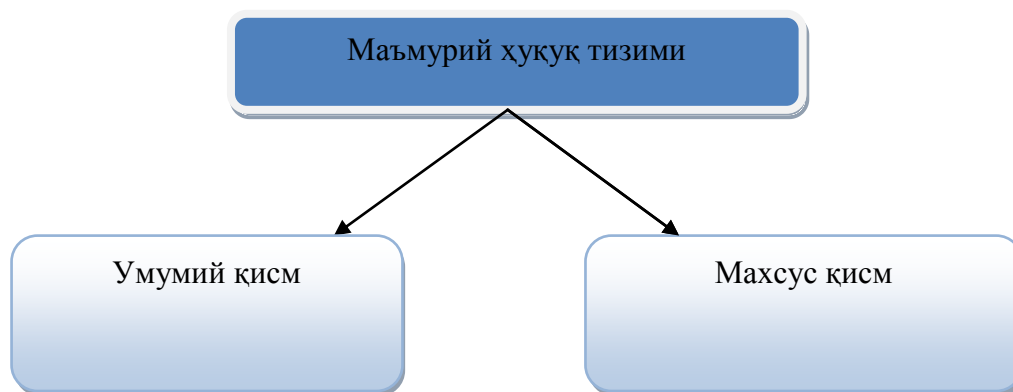 Маъмурий ҳуқуқ тизими
Умумий қисм
Махсус қисм